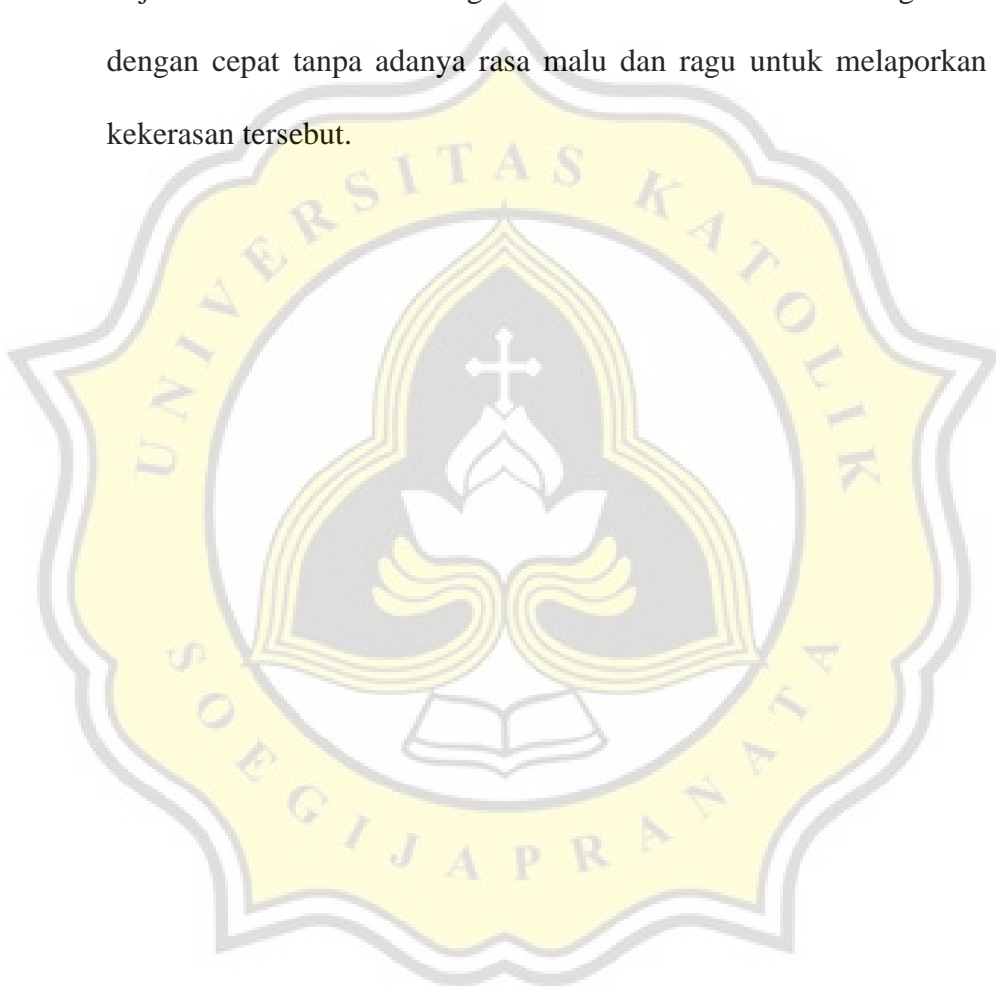 dengan cepat tanpa adanya rasa malu dan ragu untuk melaporkan
kekerasan tersebut.
UNIVERSITAS KATOLIK
SOEGIJAPRANATA